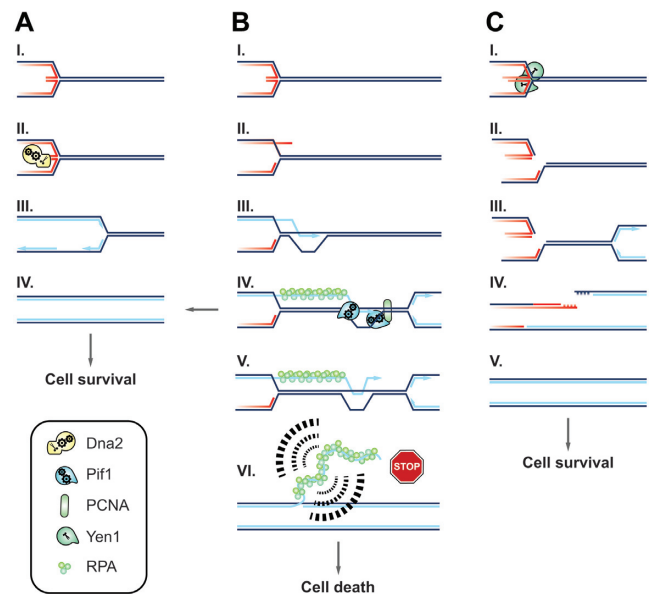 A
I.
II.
III.
IV.
Cell survival
Dna2
Pif1
PCNA
Yen1
RPA
B
I.
II.
III.
IV.
V.
VI.
STOP
Cell death
C
I.
II.
III.
IV.
V.
Cell survival